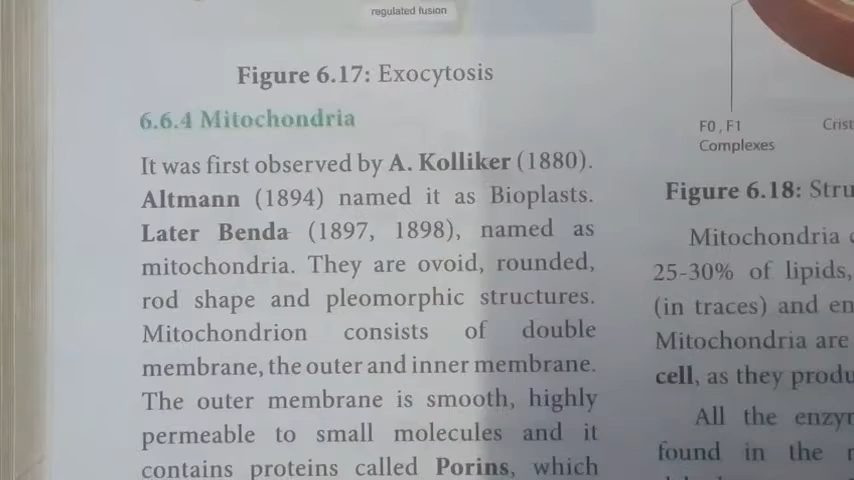 regulated fusion
Figure 6.17: Exocytosis
6.6.4 Mitochondria
It was first observed by A. Kolliker (1880).
Altmann (1894) named it as Bioplasts.
Later Benda (1897, 1898), named as
mitochondria. They are ovoid, rounded,
rod shape and pleomorphic structures.
Mitochondrion consists of double
membrane, the outer and inner membrane.
The outer membrane is smooth, highly
permeable to small molecules and it
contains proteins called Porins, which
F0 , F1
Complexes
Figure 6.18:
Mitochondria
25-30% of lipids,
(in traces) and
Mitochondria are
cell, as they
All the
found in the